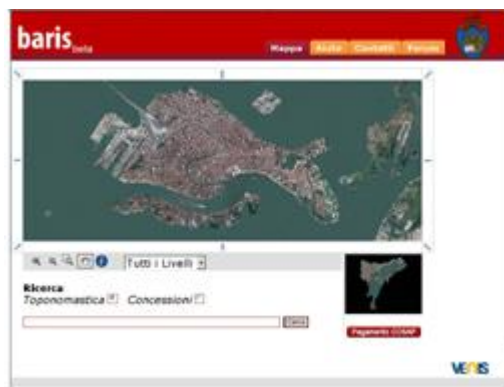 baris beta
Mappa Aiuto Contatti Forum
Tutti i Livelli
Ricerca
Toponomastica Concessioni
Cerca
Pagamento COSAP
VENIS